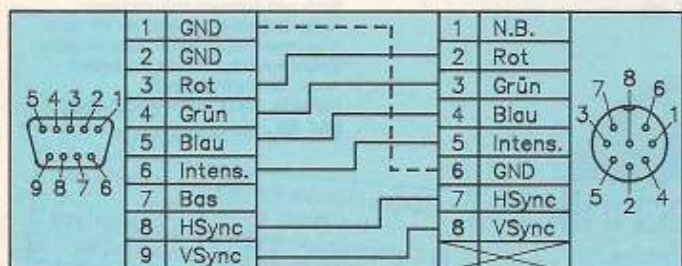 1 GND
2 GND
3 Rot
4 Grün
5 Blau
6 Intens.
7 Bas
8 HSync
9 VSync
5 4 3 2 1
9 8 7 6
1 N.B.
2 Rot
3 Grün
4 Blau
5 Intens.
6 GND
7 HSync
8 VSync
8
7 6
3 1
5 4
2